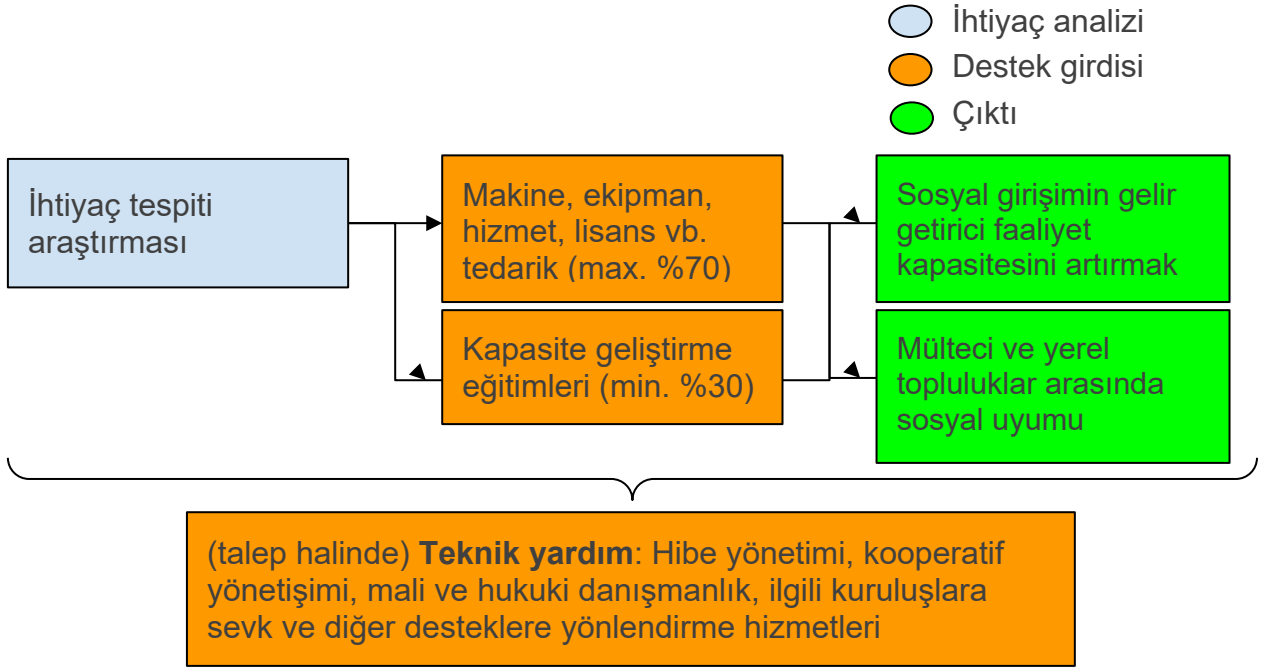 İhtiyaç analizi
Destek girdisi
Çıktı
İhtiyaç tespiti
araştırması
Makine, ekipman,
hizmet, lisans vb.
tedarik (max. %70)
Kapasite geliştirme
eğitimleri (min. %30)
Sosyal girişimin gelir
getirici faaliyet
kapasitesini artırmak
Mülteci ve yerel
topluluklar arasında
sosyal uyumu
(talep halinde) Teknik yardım: Hibe yönetimi, kooperatif
yönetişimi, mali ve hukuki danışmanlık, ilgili kuruluşlara
sevk ve diğer desteklere yönlendirme hizmetleri